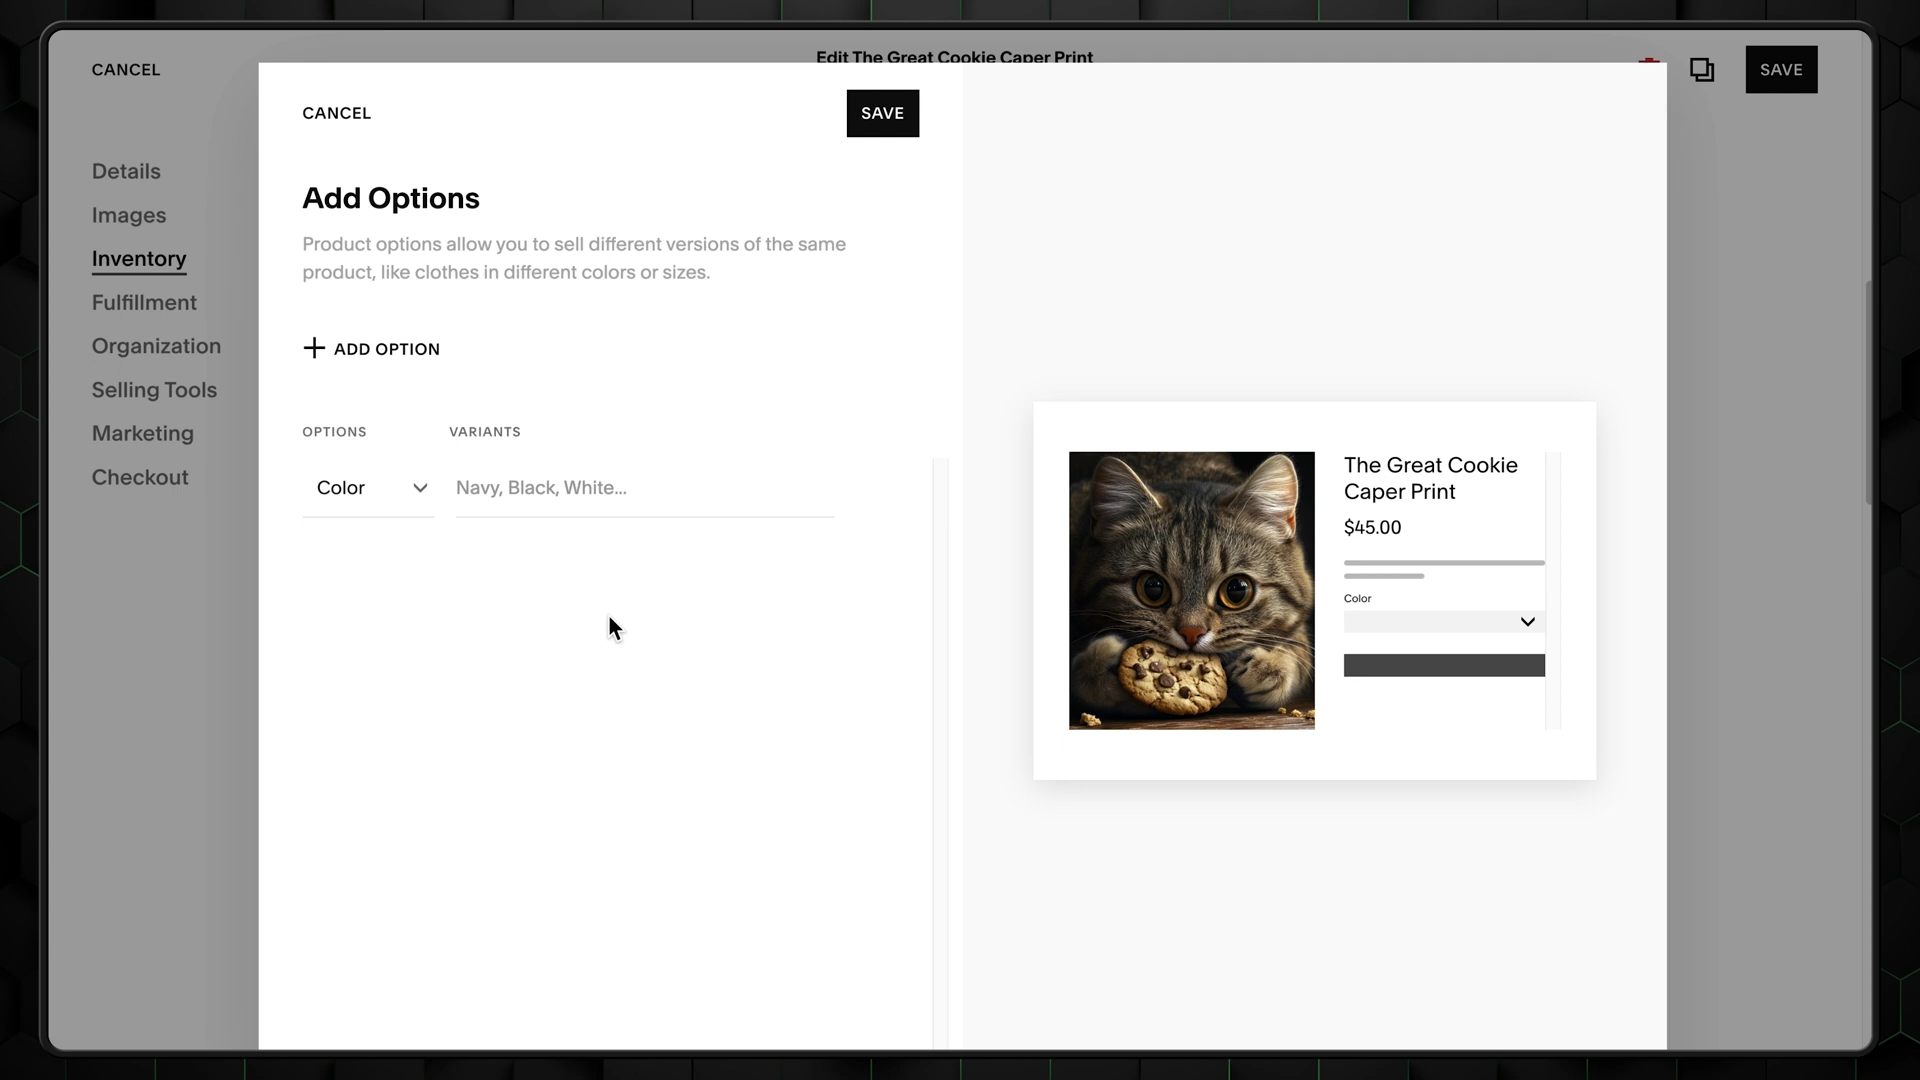 Edit The Great Cookie Caper Print
CANCEL
SAVE
CANCEL
SAVE
Details
Images
Inventory
Fulfillment
Organization
Selling Tools
Marketing
Checkout
Add Options
Product options allow you to sell different versions of the same
product, like clothes in different colors or sizes.
ADD OPTION
OPTIONS
VARIANTS
Color
Navy, Black, White...
The Great Cookie
Caper Print
$45.00
Color